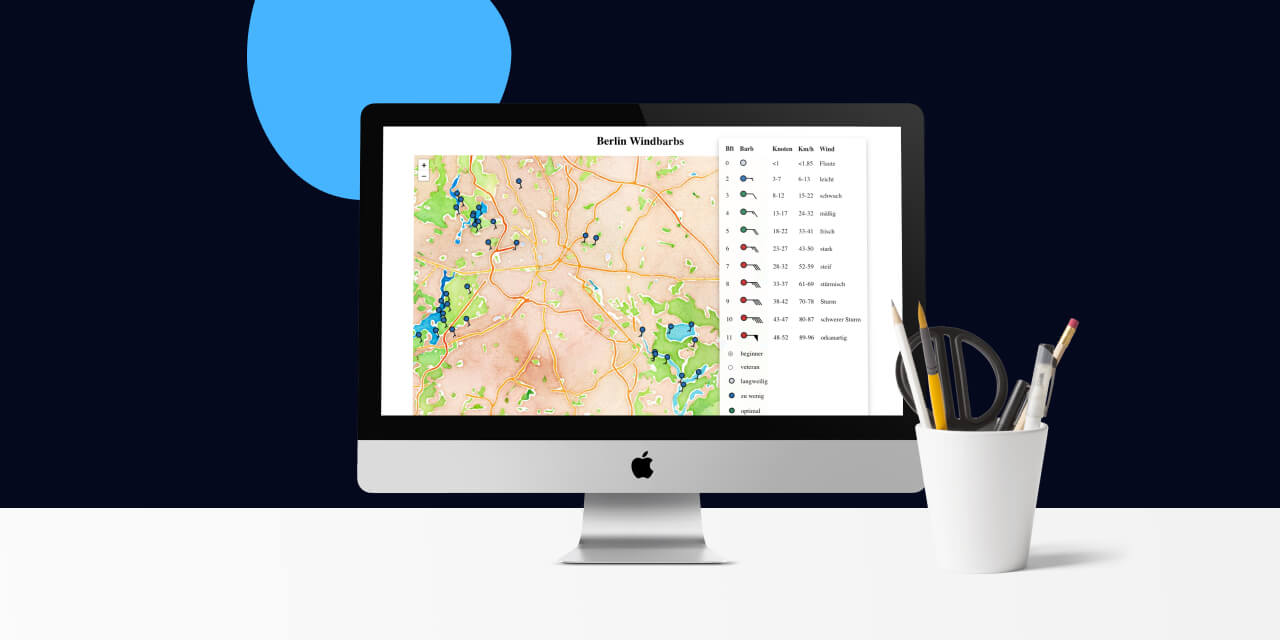 Berlin Windbarbs
+
−
Bft Barb Knoten Km/h Wind
0 <1 <1.85 Flaute
2 3-7 6-13 leicht
3 8-12 15-22 schwach
4 13-17 24-32 mäßig
5 18-22 33-41 frisch
6 23-27 43-50 stark
7 28-32 52-59 steif
8 33-37 61-69 stürmisch
9 38-42 70-78 Sturm
10 43-47 80-87 schwerer Sturm
11 48-52 89-96 orkanartig
beginner
veteran
langweilig
zu wenig
optimal